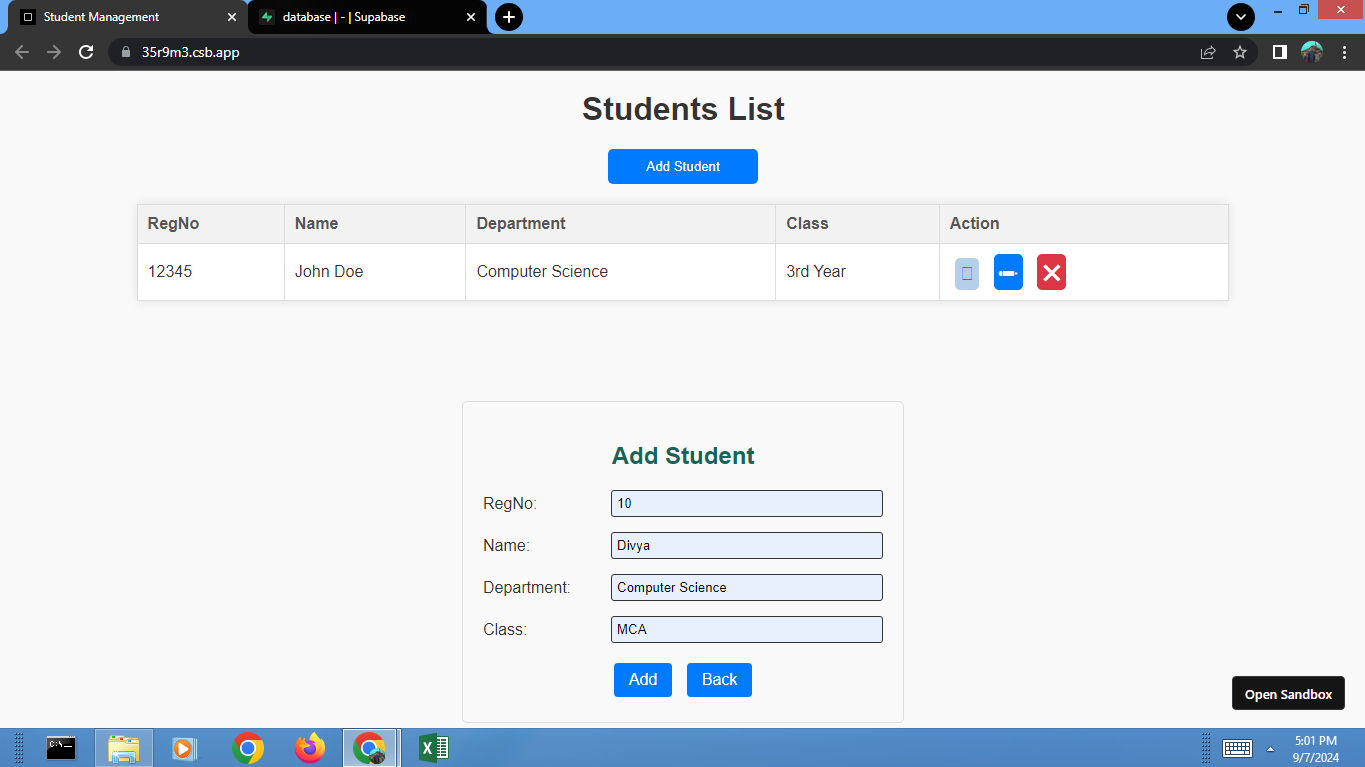 Student Management
database | - | Supabase
35r9m3.csb.app
Students List
Add Student
RegNo Name Department Class Action
12345 John Doe Computer Science 3rd Year
Add Student
RegNo: 10
Name: Divya
Department: Computer Science
Class: MCA
Add Back
Open Sandbox
C:\_
5:01 PM
9/7/2024